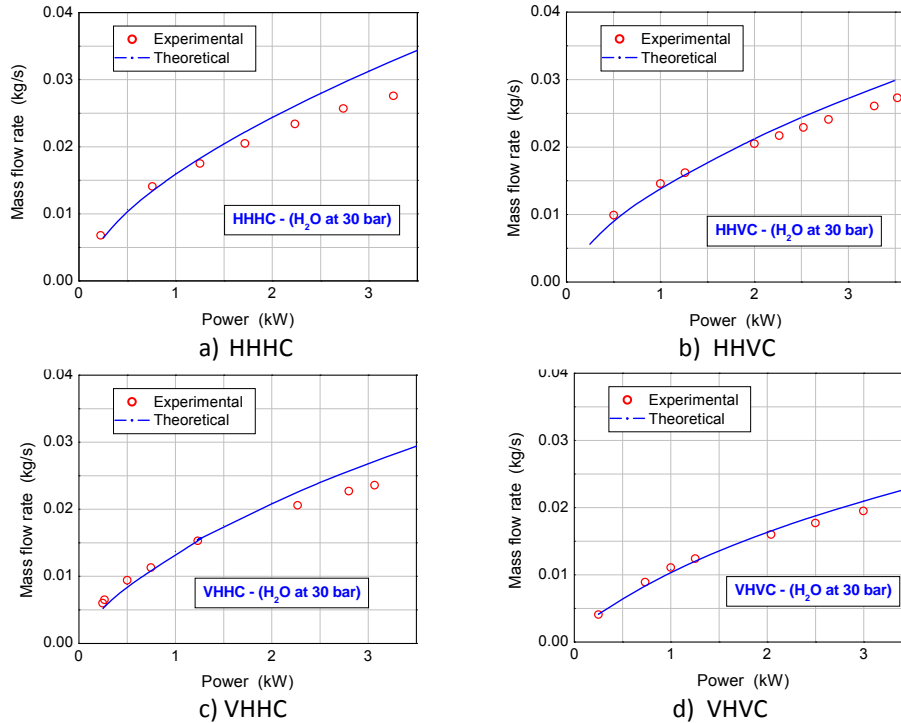 0.04
0.03
0.02
0.01
0.00
Mass flow rate (kg/s)
Experimental
Theoretical
HHHC - (H₂O at 30 bar)
0 1 2 3
Power (kW)
a) HHHC
0.04
0.03
0.02
0.01
0.00
Mass flow rate (kg/s)
Experimental
Theoretical
HHVC - (H₂O at 30 bar)
0 1 2 3
Power (kW)
b) HHVC
0.04
0.03
0.02
0.01
0.00
Mass flow rate (kg/s)
Experimental
Theoretical
VHHC - (H₂O at 30 bar)
0 1 2 3
Power (kW)
c) VHHC
0.04
0.03
0.02
0.01
0.00
Mass flow rate (kg/s)
Experimental
Theoretical
VHVC - (H₂O at 30 bar)
0 1 2 3
Power (kW)
d) VHVC